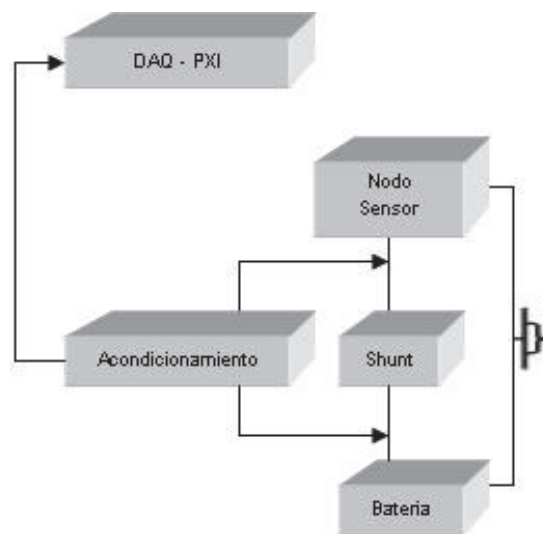 DAQ - PXI
Nodo
Sensor
Acondicionamiento
Shunt
Bateria